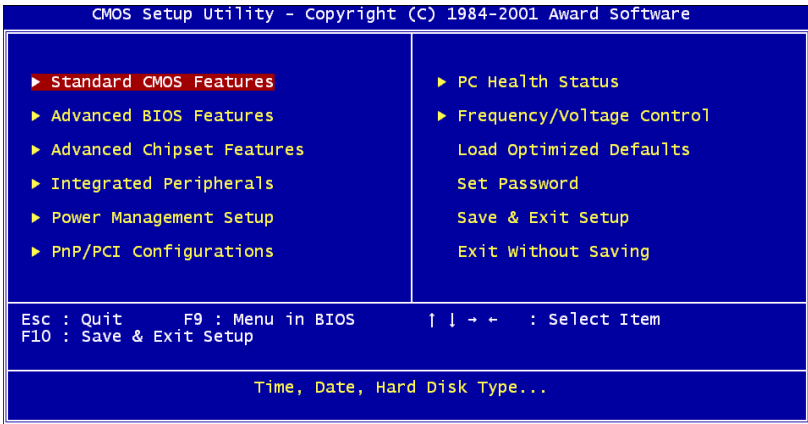 CMOS Setup Utility - Copyright (C) 1984-2001 Award Software
▶ Standard CMOS Features
▶ Advanced BIOS Features
▶ Advanced Chipset Features
▶ Integrated Peripherals
▶ Power Management Setup
▶ PnP/PCI Configurations
▶ PC Health Status
▶ Frequency/Voltage Control
Load Optimized Defaults
Set Password
Save & Exit Setup
Exit Without Saving
Esc : Quit F9 : Menu in BIOS ↑ ↓ → ← : Select Item
F10 : Save & Exit Setup
Time, Date, Hard Disk Type...